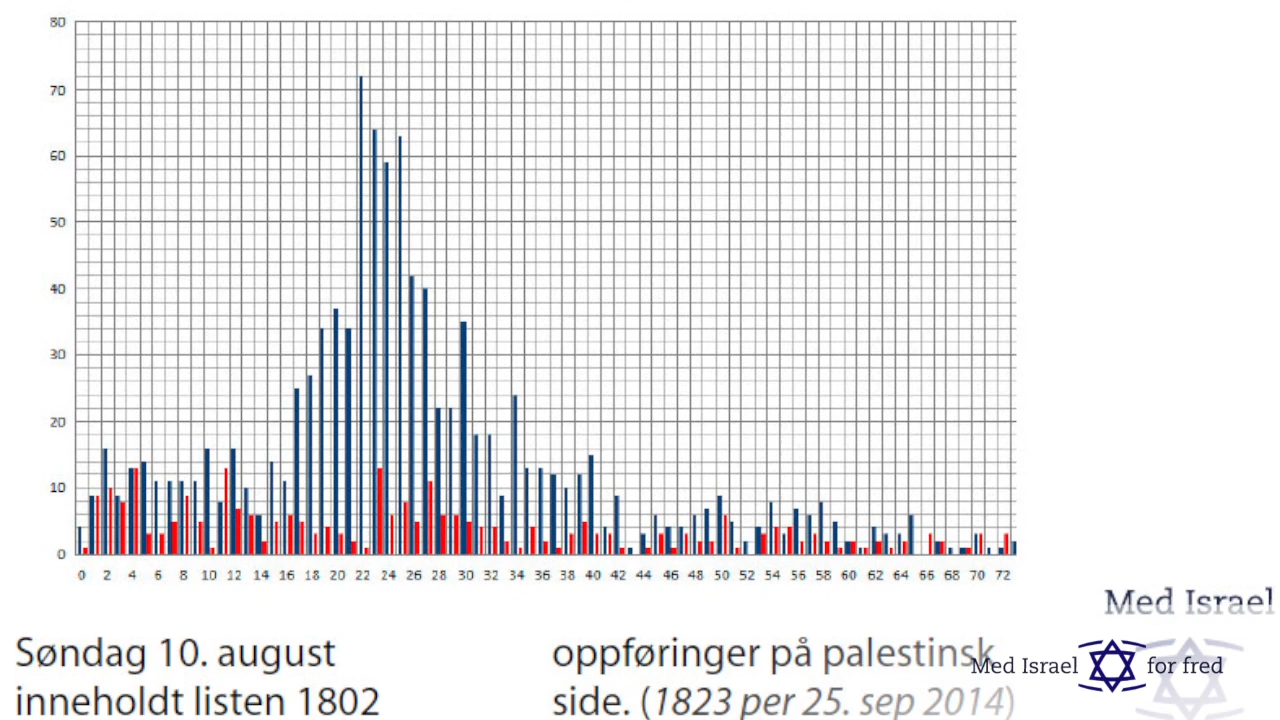 80
70
60
50
40
30
20
10
0
0 2 4 6 8 10 12 14 16 18 20 22 24 26 28 30 32 34 36 38 40 42 44 46 48 50 52 54 56 58 60 62 64 66 68 70 72
Søndag 10. august
inneholdt listen 1802
oppføringer på palestinsk
side. (1823 per 25. sep 2014)
Med Israel
Med Israel for fred